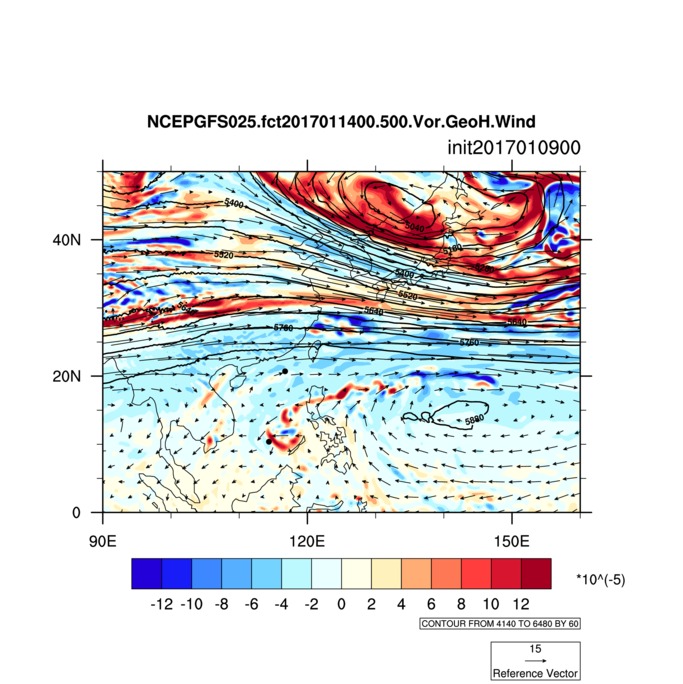 NCEPGFS025.fct2017011400.500.Vor.GeoH.Wind
init2017010900
5400
5040
40N
5160
5520
5400
5520
5640
5760
5760
20N
5880
0
90E 120E 150E
-12 -10 -8 -6 -4 -2 0 2 4 6 8 10 12
*10^(-5)
CONTOUR FROM 4140 TO 6480 BY 60
15
Reference Vector